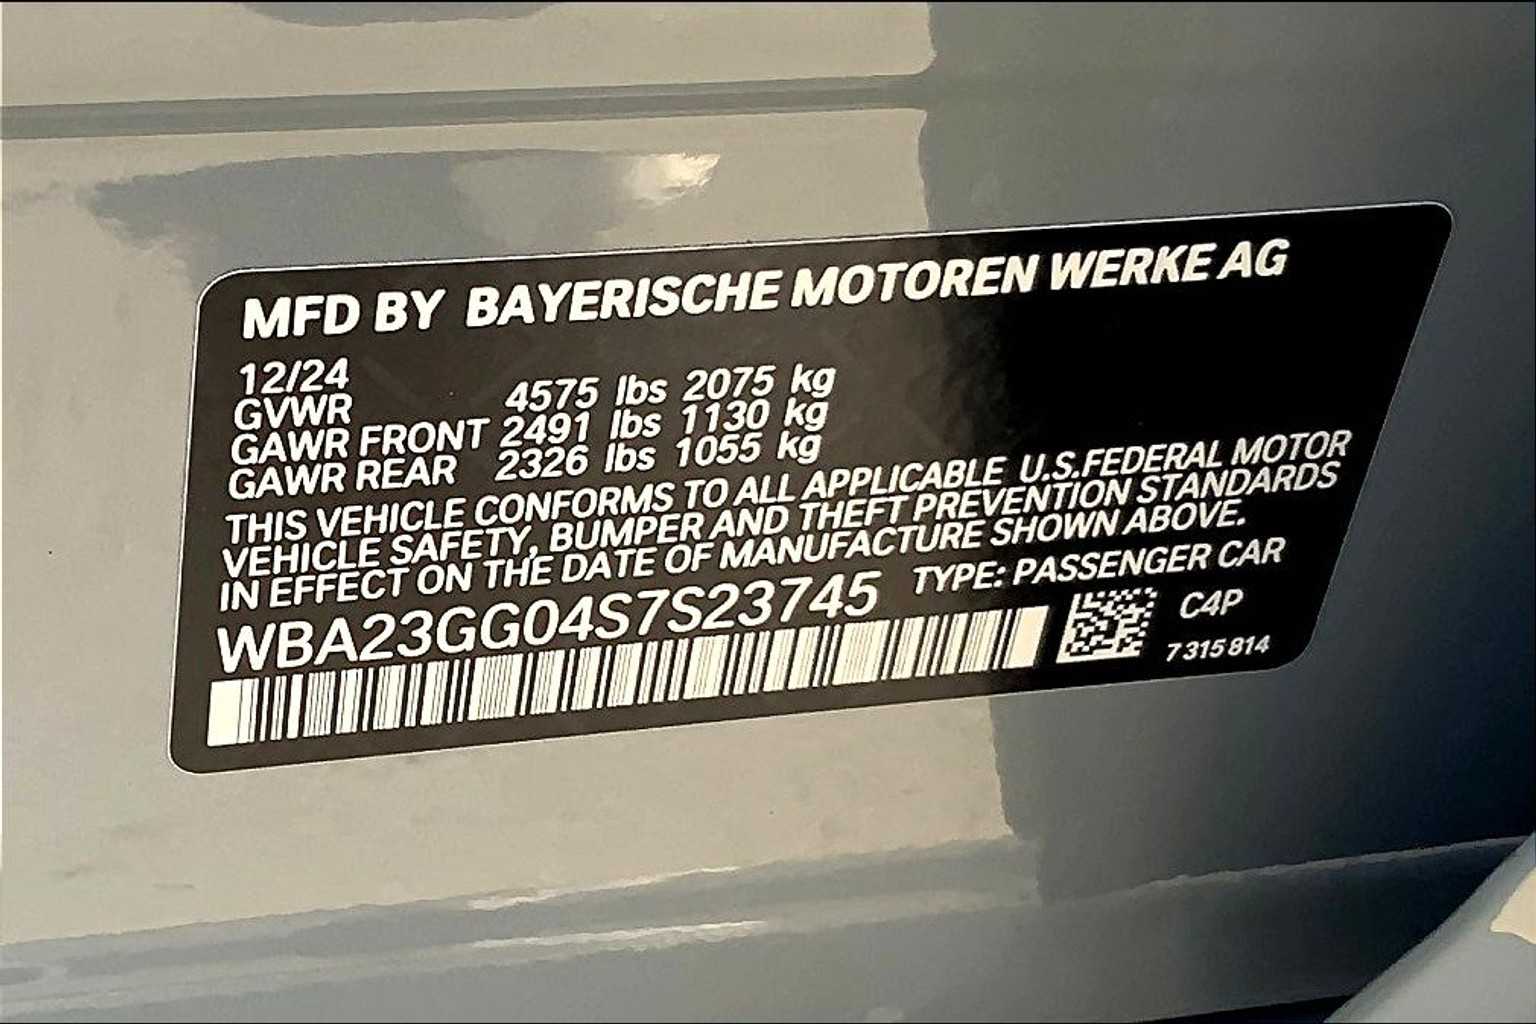 MFD BY BAYERISCHE MOTOREN WERKE AG
12/24
GVWR 4575 lbs 2075 kg
GAWR FRONT 2491 lbs 1130 kg
GAWR REAR 2326 lbs 1055 kg
THIS VEHICLE CONFORMS TO ALL APPLICABLE U.S.FEDERAL MOTOR
VEHICLE SAFETY, BUMPER AND THEFT PREVENTION STANDARDS
IN EFFECT ON THE DATE OF MANUFACTURE SHOWN ABOVE.
WBA23GG04S7S23745 TYPE: PASSENGER CAR
C4P
7 315 814